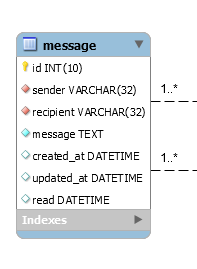 message
id INT(10)
sender VARCHAR(32)
recipient VARCHAR(32)
message TEXT
created_at DATETIME
updated_at DATETIME
read DATETIME
Indexes
1..*
1..*